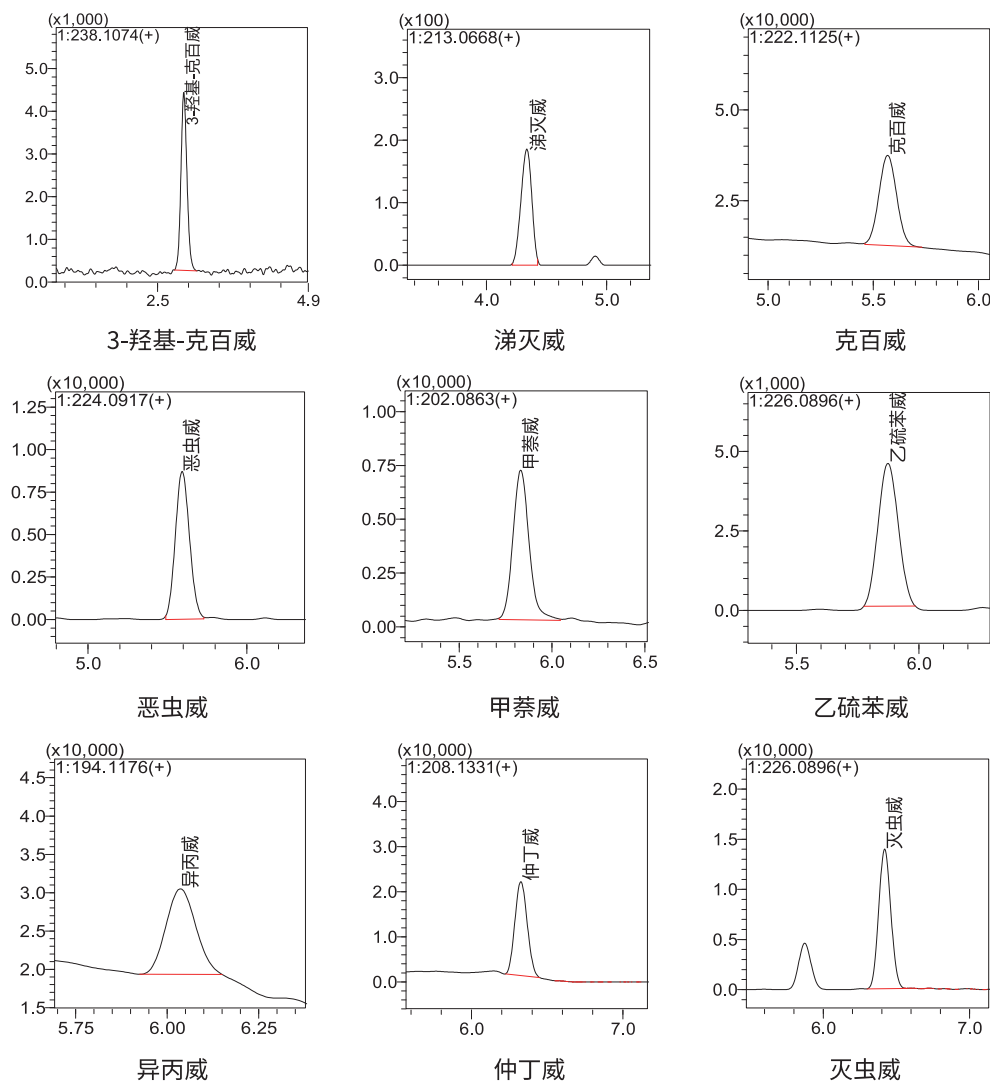 (x1,000)
1:238.1074(+)
3-羟基-克百威
5.0
4.0
3.0
2.0
1.0
0.0
2.5
4.9
3-羟基-克百威
(x100)
1:213.0668(+)
涕灭威
3.0
2.0
1.0
0.0
4.0
5.0
涕灭威
(x10,000)
1:222.1125(+)
克百威
5.0
2.5
5.0
5.5
6.0
克百威
(x10,000)
1:224.0917(+)
恶虫威
1.25
1.00
0.75
0.50
0.25
0.00
5.0
6.0
恶虫威
(x10,000)
1:202.0863(+)
甲萘威
1.00
0.75
0.50
0.25
0.00
5.5
6.0
6.5
甲萘威
(x1,000)
1:226.0896(+)
乙硫苯威
5.0
2.5
0.0
5.5
6.0
乙硫苯威
(x10,000)
1:194.1176(+)
异丙威
4.5
4.0
3.5
3.0
2.5
2.0
1.5
5.75
6.00
6.25
异丙威
(x10,000)
1:208.1331(+)
仲丁威
4.0
3.0
2.0
1.0
0.0
6.0
7.0
仲丁威
(x10,000)
1:226.0896(+)
灭虫威
2.0
1.5
1.0
0.5
0.0
6.0
7.0
灭虫威